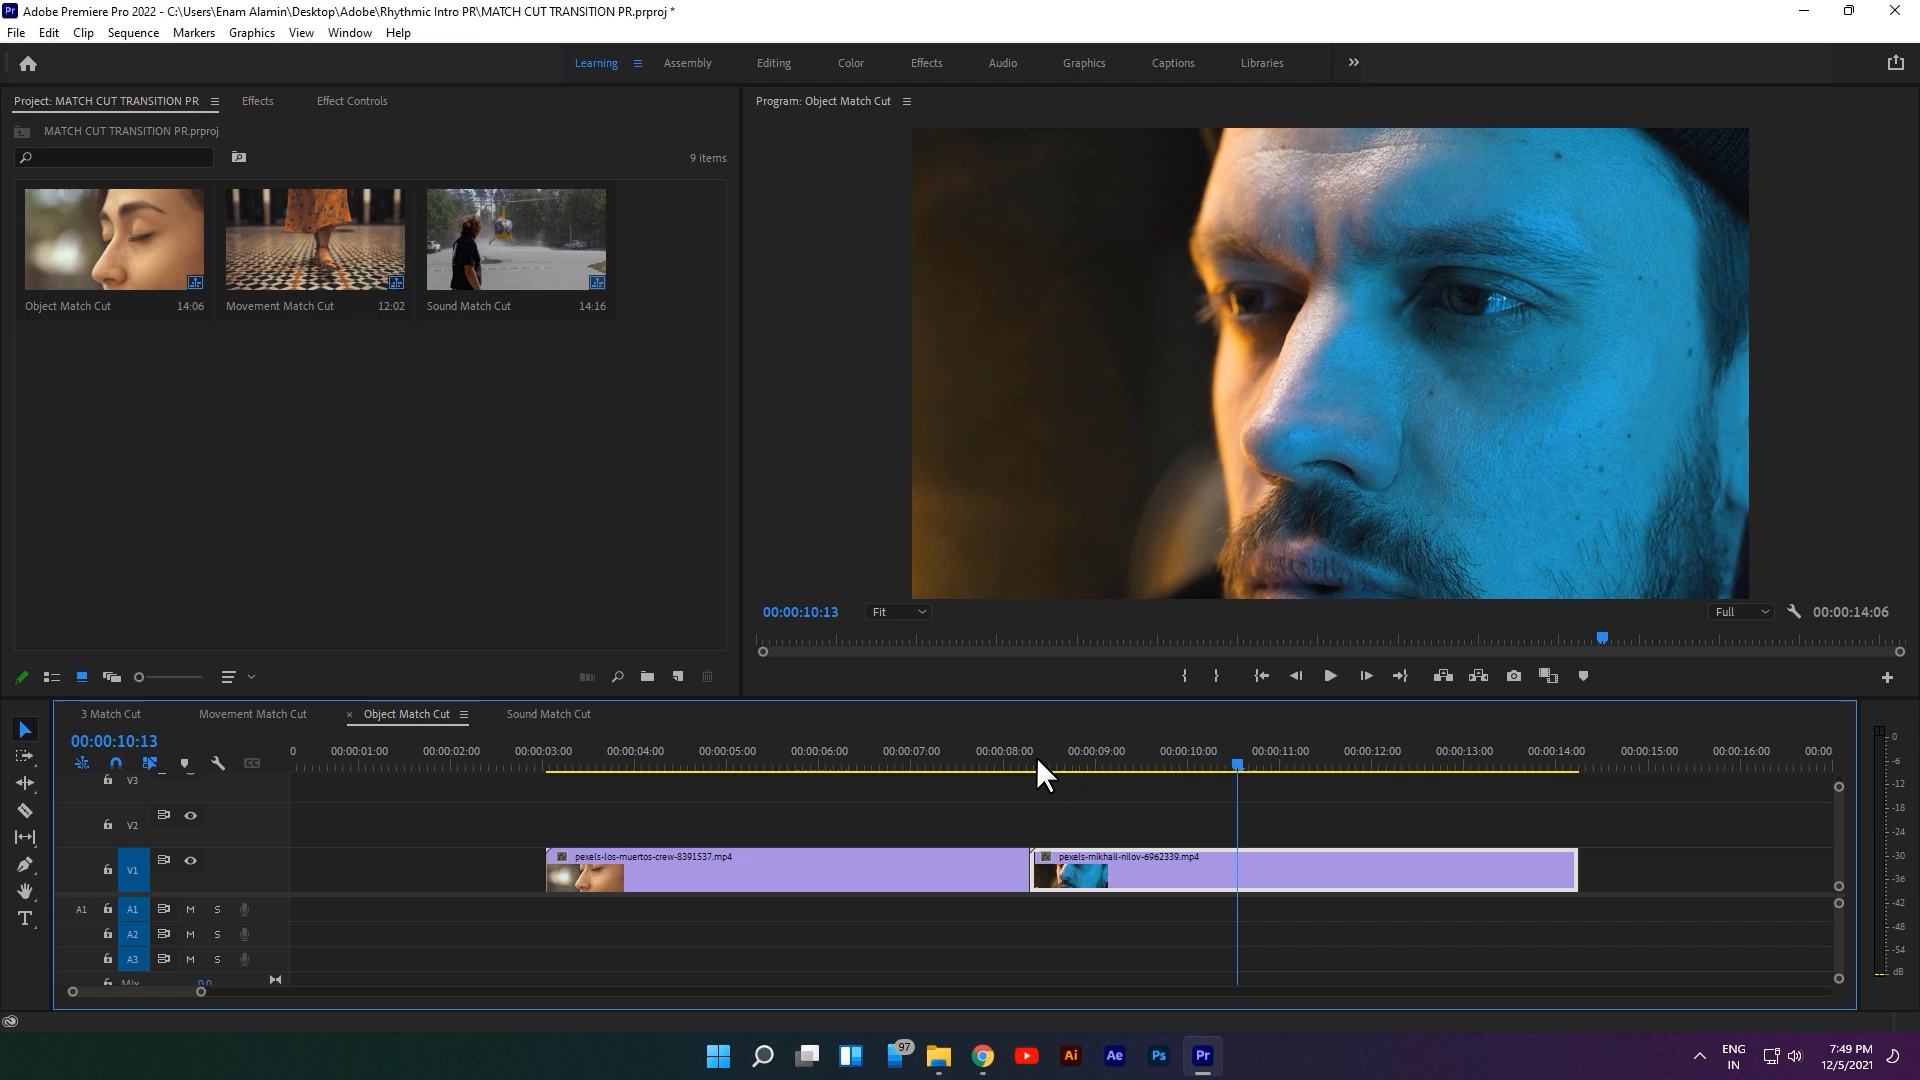 Pr Adobe Premiere Pro 2022 - C:\Users\Enam Alamin\Desktop\Adobe\Rhythmic Intro PR\MATCH CUT TRANSITION PR.prproj *
File Edit Clip Sequence Markers Graphics View Window Help
Learning Assembly Editing Color Effects Audio Graphics Captions Libraries
Project: MATCH CUT TRANSITION PR Effects Effect Controls
Program: Object Match Cut
MATCH CUT TRANSITION PR.prproj
9 items
Object Match Cut 14:06 Movement Match Cut 12:02 Sound Match Cut 14:16
00:00:10:13 Fit Full 00:00:14:06
3 Match Cut Movement Match Cut × Object Match Cut Sound Match Cut
00:00:10:13
0 00:00:01:00 00:00:02:00 00:00:03:00 00:00:04:00 00:00:05:00 00:00:06:00 00:00:07:00 00:00:08:00 00:00:09:00 00:00:10:00 00:00:11:00 00:00:12:00 00:00:13:00 00:00:14:00 00:00:15:00 00:00:16:00 00:00
CC
V3
V2
V1
fx pexels-los-muertos-crew-8391537.mp4
fx pexels-mikhail-nilov-6962339.mp4
A1 A1 M S
A2 M S
A3 M S
Mix 0.0
0
-6
-12
-18
-24
-30
-36
-42
-48
-54
dB
97
Ai Ae Ps Pr
ENG
IN
7:49 PM
12/5/2021